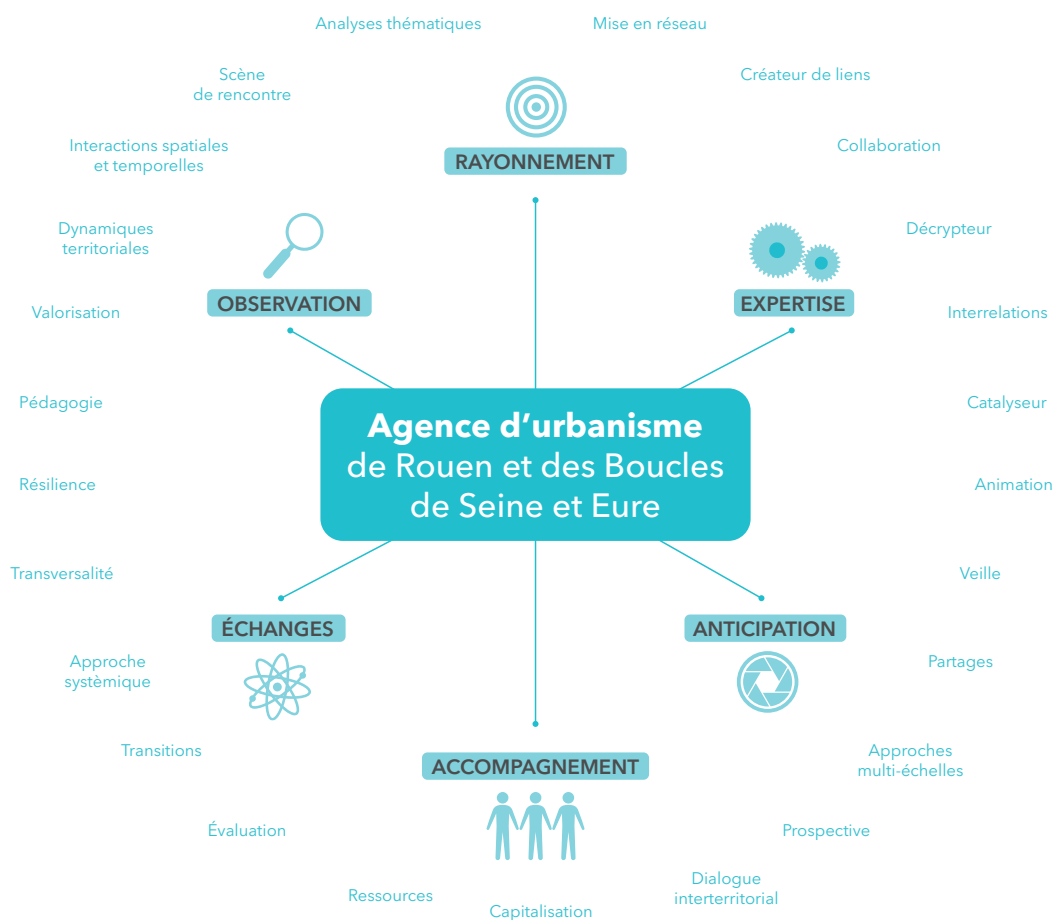 Analyses thématiques
Mise en réseau
Scène
de rencontre
Créateur de liens
Interactions spatiales
et temporelles
RAYONNEMENT
Collaboration
Dynamiques
territoriales
Décrypteur
OBSERVATION
EXPERTISE
Valorisation
Interrelations
Pédagogie
Catalyseur
Agence d'urbanisme
de Rouen et des Boucles
de Seine et Eure
Résilience
Animation
Transversalité
Veille
ÉCHANGES
ANTICIPATION
Approche
systèmique
Partages
Transitions
Approches
multi-échelles
ACCOMPAGNEMENT
Évaluation
Prospective
Ressources
Dialogue
interterritorial
Capitalisation